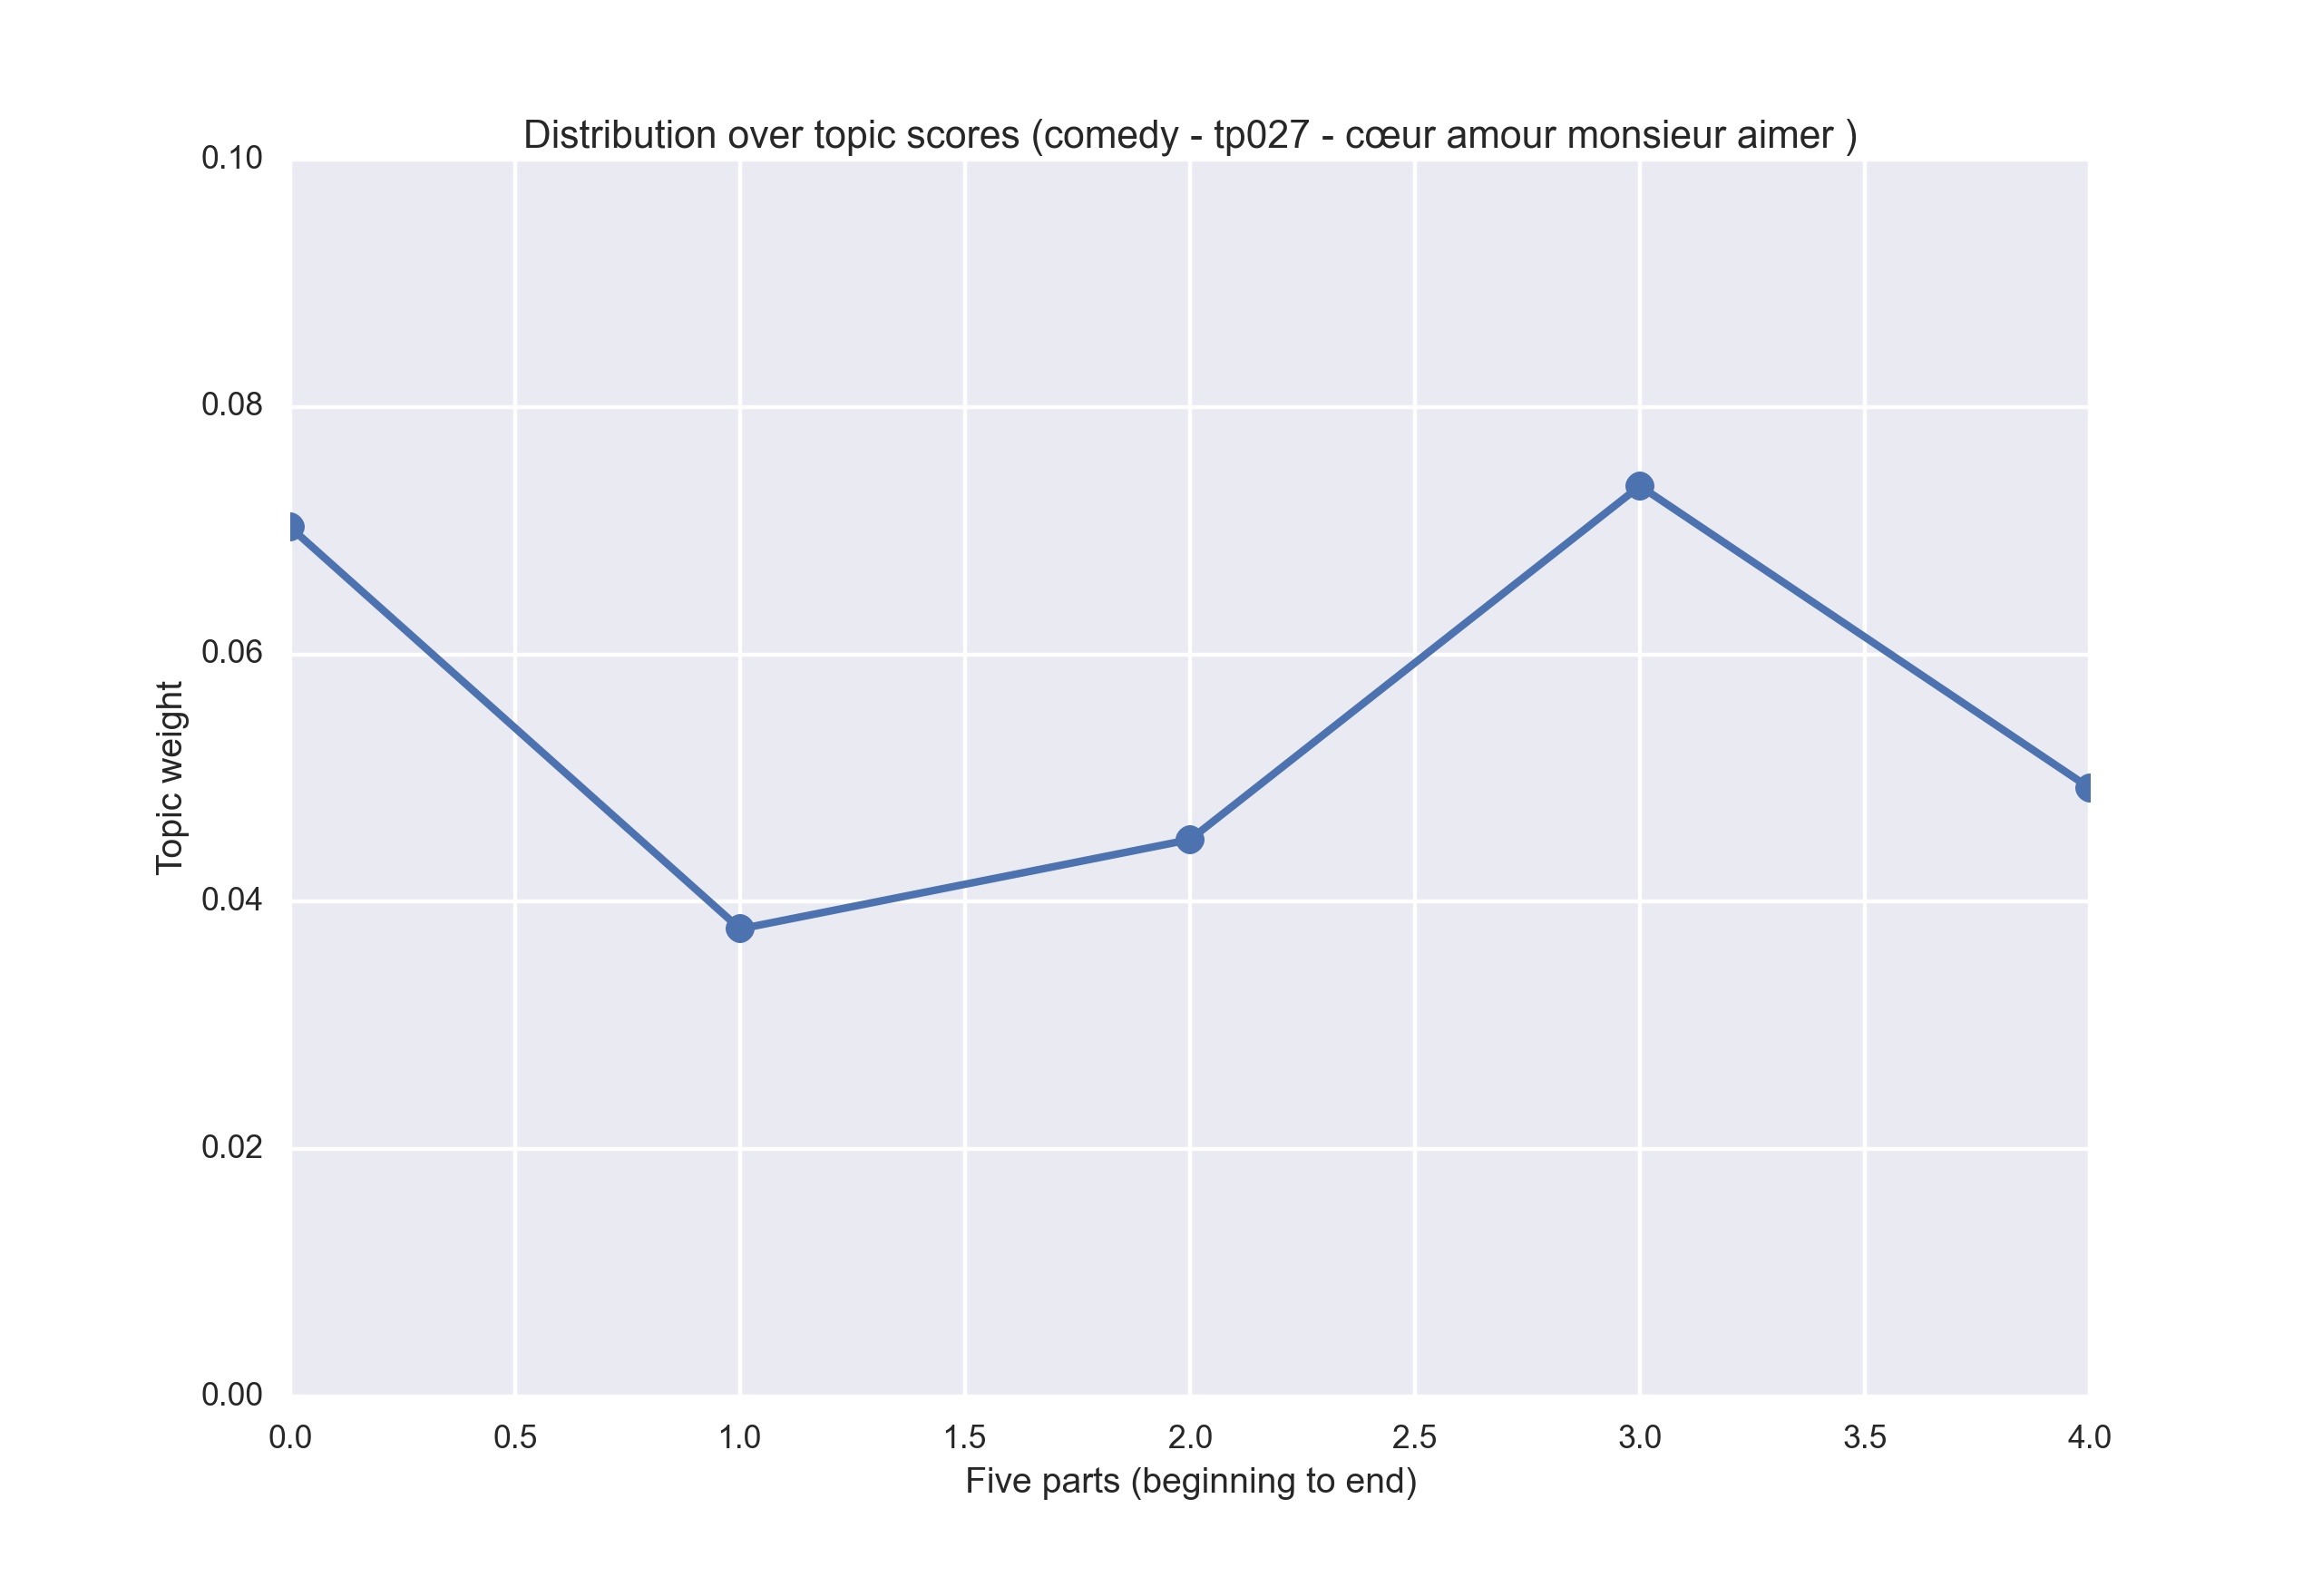 Distribution over topic scores (comedy - tp027 - cœur amour monsieur aimer )
0.10
0.08
0.06
0.04
0.02
0.00
Topic weight
0.0 0.5 1.0 1.5 2.0 2.5 3.0 3.5 4.0
Five parts (beginning to end)